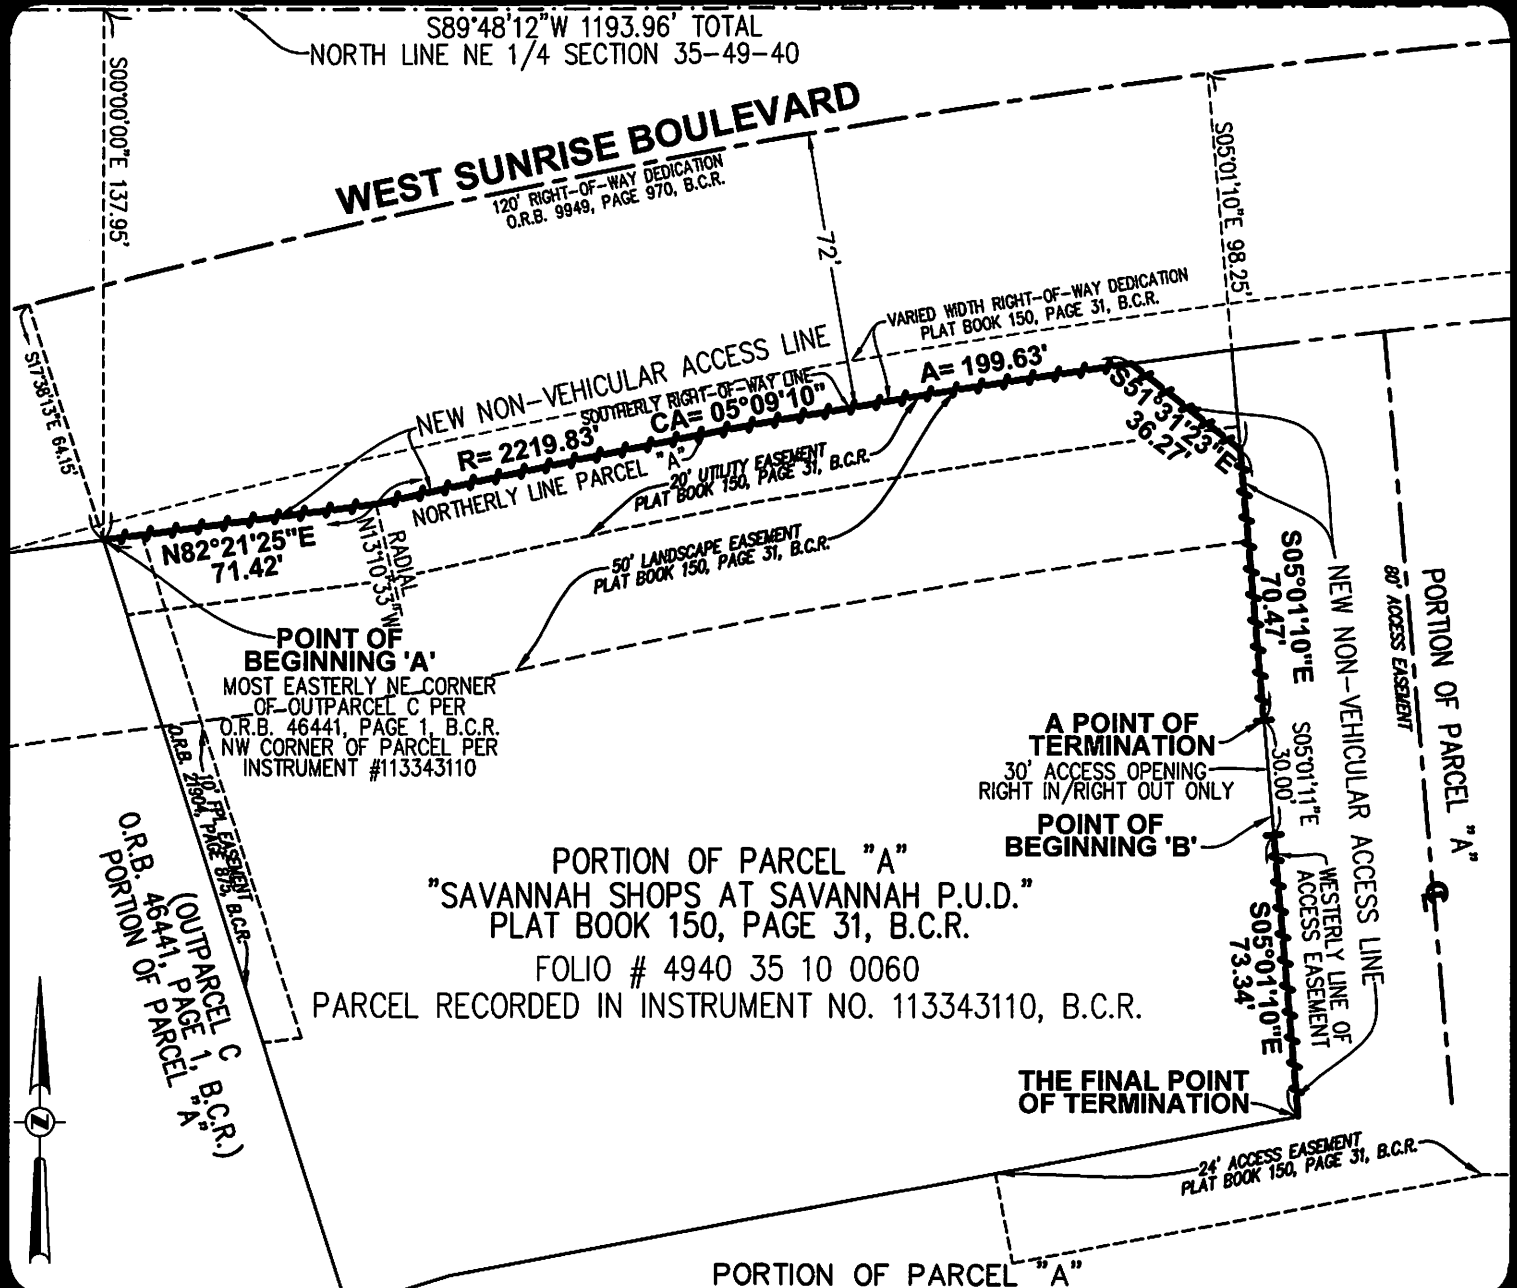 S89°48'12"W 1193.96' TOTAL
NORTH LINE NE 1/4 SECTION 35-49-40
S00°00'00"E 137.95'
WEST SUNRISE BOULEVARD
120' RIGHT-OF-WAY DEDICATION
O.R.B. 9949, PAGE 970, B.C.R.
S05°01'10"E 98.25'
72'
VARIED WIDTH RIGHT-OF-WAY DEDICATION
PLAT BOOK 150, PAGE 31, B.C.R.
S17°38'13"E 64.15'
NEW NON-VEHICULAR ACCESS LINE
SOUTHERLY RIGHT-OF-WAY LINE
A= 199.63'
CA= 05°09'10"
R= 2219.83'
S51°31'23"E
36.27'
NORTHERLY LINE PARCEL "A"
20' UTILITY EASEMENT
PLAT BOOK 150, PAGE 31, B.C.R.
50' LANDSCAPE EASEMENT
PLAT BOOK 150, PAGE 31, B.C.R.
N82°21'25"E
71.42'
RADIAL
N13°10'33"W
S05°01'10"E
70.47'
NEW NON-VEHICULAR ACCESS LINE
PORTION OF PARCEL "A"
80' ACCESS EASEMENT
POINT OF
BEGINNING 'A'
MOST EASTERLY NE CORNER
OF OUTPARCEL C PER
O.R.B. 46441, PAGE 1, B.C.R.
NW CORNER OF PARCEL PER
INSTRUMENT #113343110
A POINT OF
TERMINATION
30' ACCESS OPENING
RIGHT IN/RIGHT OUT ONLY
S05°01'11"E
30.00'
POINT OF
BEGINNING 'B'
10' FPL EASEMENT
O.R.B. 21904, PAGE 875, B.C.R.
PORTION OF PARCEL "A"
"SAVANNAH SHOPS AT SAVANNAH P.U.D."
PLAT BOOK 150, PAGE 31, B.C.R.
FOLIO # 4940 35 10 0060
PARCEL RECORDED IN INSTRUMENT NO. 113343110, B.C.R.
WESTERLY LINE OF
ACCESS EASEMENT
S05°01'10"E
73.34'
(OUTPARCEL C
O.R.B. 46441, PAGE 1, B.C.R.)
PORTION OF PARCEL "A"
THE FINAL POINT
OF TERMINATION
24' ACCESS EASEMENT
PLAT BOOK 150, PAGE 31, B.C.R.
N
PORTION OF PARCEL "A"